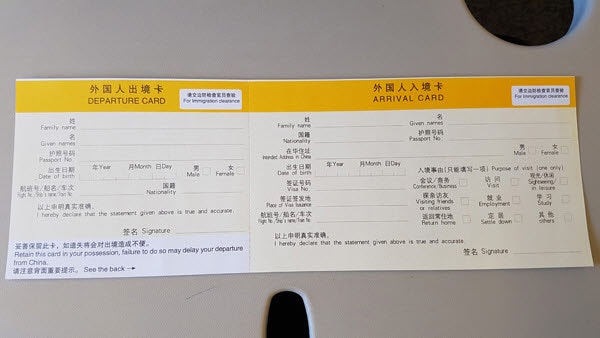 外国人出境卡
DEPARTURE CARD
请交边防检查官员查验
For Immigration clearance
姓
Family name
名
Given names
护照号码
Passport No.
出生日期
Date of birth
年Year 月Month 日Day
男
Male
女
Female
航班号/船名/车次
Flight No./Ship's name/Train No.
国籍
Nationality
以上申明真实准确。
I hereby declare that the statement given above is true and accurate.
签名 Signature
妥善保留此卡，如遗失将会对出境造成不便。
Retain this card in your possession, failure to do so may delay your departure
from China.
请注意背面重要提示。 See the back →
外国人入境卡
ARRIVAL CARD
请交边防检查官员查验
For Immigration clearance
姓
Family name
名
Given names
国籍
Nationality
护照号码
Passport No.
在华住址
Intended Address in China
出生日期
Date of birth
年Year 月Month 日Day
男
Male
女
Female
签证号码
Visa No.
签证签发地
Place of Visa Issuance
航班号/船名/车次
Flight No./Ship's name/Train No.
入境事由(只能填写一项) Purpose of visit (one only)
会议/商务
Conference/Business
访问
Visit
观光/休闲
Sightseeing/
in leisure
探亲访友
Visiting friends
or relatives
就业
Employment
学习
Study
返回常住地
Return home
定居
Settle down
其他
others
以上申明真实准确。
I hereby declare that the statement given above is true and accurate.
签名 Signature